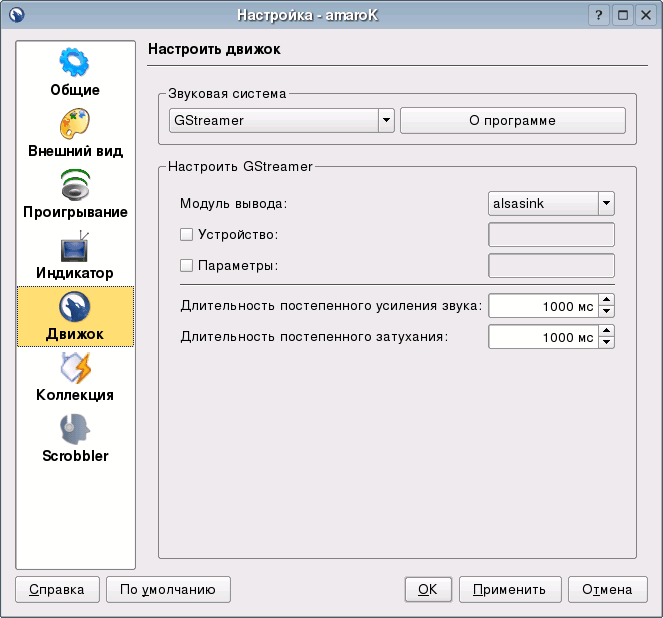 Настройка - amaroK
Общие
Внешний вид
Проигрывание
Индикатор
Движок
Коллекция
Scrobbler
Настроить движок
Звуковая система
GStreamer
О программе
Настроить GStreamer
Модуль вывода: alsasink
Устройство:
Параметры:
Длительность постепенного усиления звука: 1000 мс
Длительность постепенного затухания: 1000 мс
Справка
По умолчанию
OK
Применить
Отмена